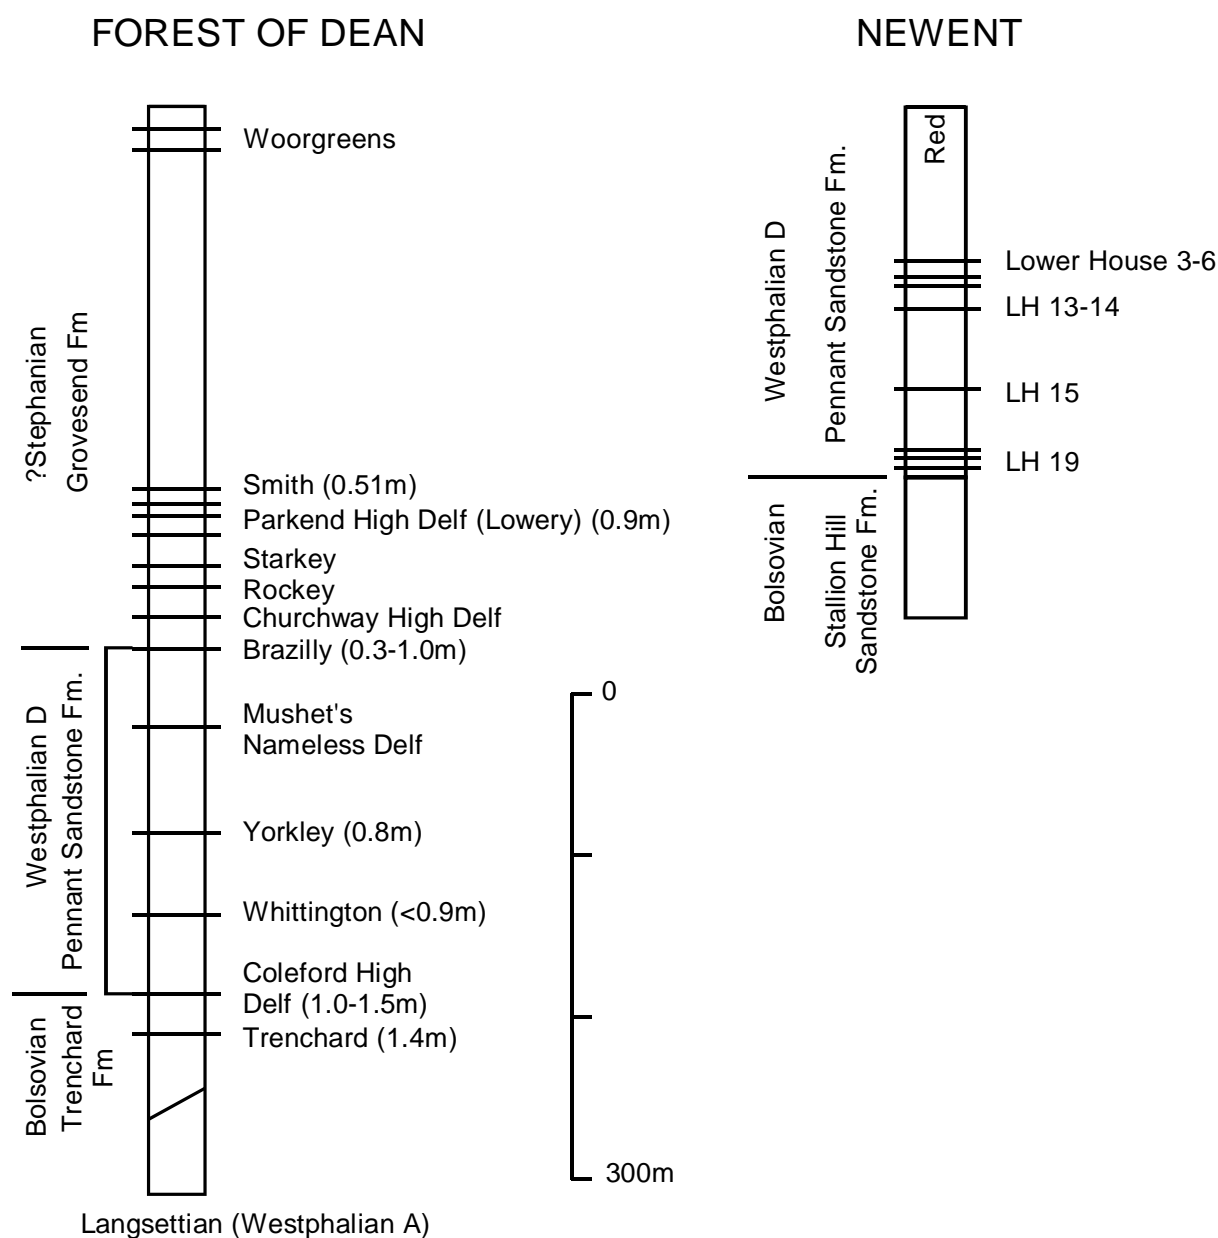 FOREST OF DEAN
Woorgreens
?Stephanian
Grovesend Fm
Smith (0.51m)
Parkend High Delf (Lowery) (0.9m)
Starkey
Rockey
Churchway High Delf
Brazilly (0.3-1.0m)
Westphalian D
Pennant Sandstone Fm.
Mushet's
Nameless Delf
Yorkley (0.8m)
Whittington (<0.9m)
Coleford High
Delf (1.0-1.5m)
Trenchard (1.4m)
Bolsovian
Trenchard
Fm
Langsettian (Westphalian A)
0
300m
NEWENT
Red
Westphalian D
Pennant Sandstone Fm.
Lower House 3-6
LH 13-14
LH 15
LH 19
Bolsovian
Stallion Hill
Sandstone Fm.